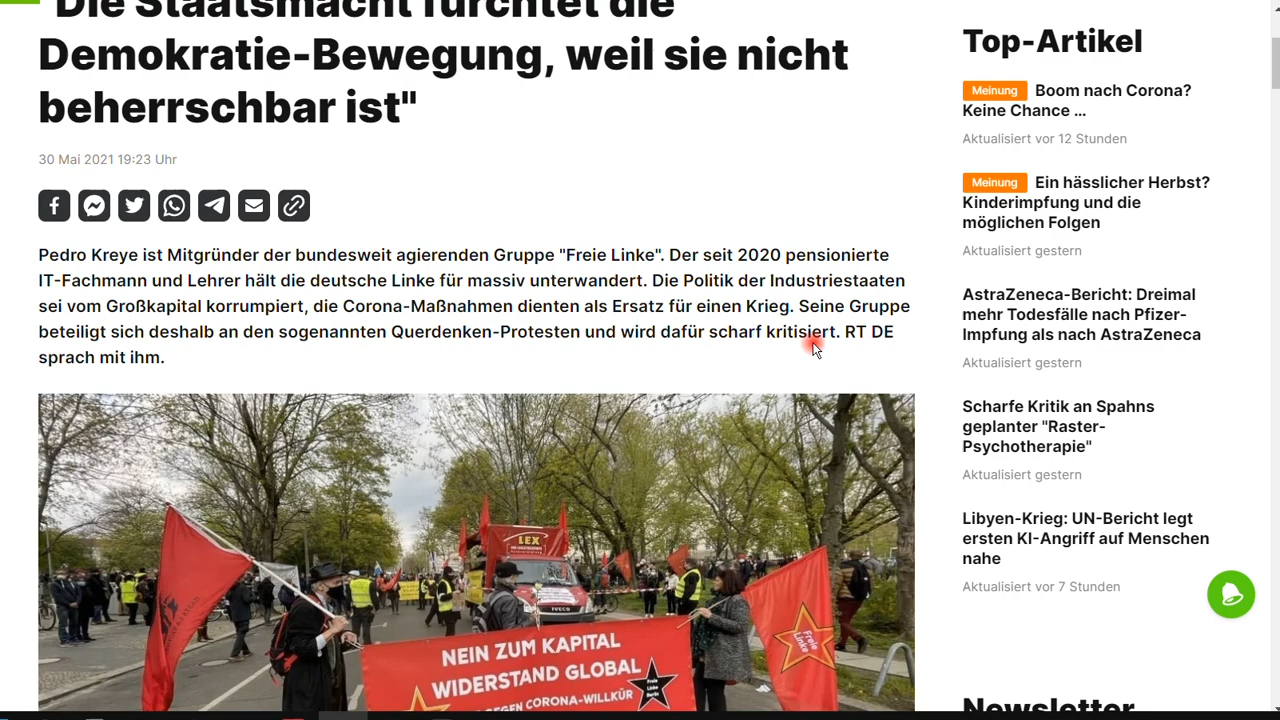 "Die Staatsmacht fürchtet die
Demokratie-Bewegung, weil sie nicht
beherrschbar ist"
30 Mai 2021 19:23 Uhr
Pedro Kreye ist Mitgründer der bundesweit agierenden Gruppe "Freie Linke". Der seit 2020 pensionierte
IT-Fachmann und Lehrer hält die deutsche Linke für massiv unterwandert. Die Politik der Industriestaaten
sei vom Großkapital korrumpiert, die Corona-Maßnahmen dienten als Ersatz für einen Krieg. Seine Gruppe
beteiligt sich deshalb an den sogenannten Querdenken-Protesten und wird dafür scharf kritisiert. RT DE
sprach mit ihm.
LEX
IVECO
NEIN ZUM KAPITAL
WIDERSTAND GLOBAL
GEGEN CORONA-WILLKÜR
Freie
Linke
Berlin
Freie
Linke
Top-Artikel
Meinung Boom nach Corona?
Keine Chance ...
Aktualisiert vor 12 Stunden
Meinung Ein hässlicher Herbst?
Kinderimpfung und die
möglichen Folgen
Aktualisiert gestern
AstraZeneca-Bericht: Dreimal
mehr Todesfälle nach Pfizer-
Impfung als nach AstraZeneca
Aktualisiert gestern
Scharfe Kritik an Spahns
geplanter "Raster-
Psychotherapie"
Aktualisiert gestern
Libyen-Krieg: UN-Bericht legt
ersten KI-Angriff auf Menschen
nahe
Aktualisiert vor 7 Stunden
Newsletter